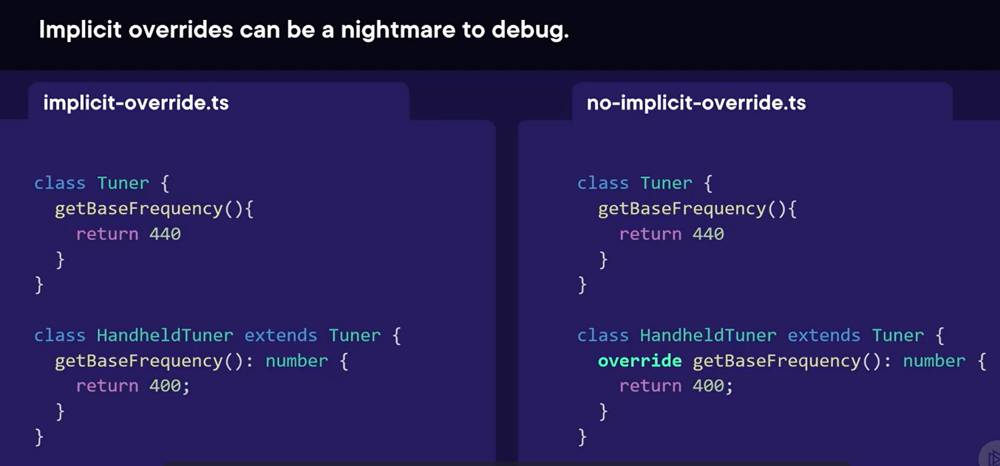 Implicit overrides can be a nightmare to debug.
implicit-override.ts
class Tuner {
  getBaseFrequency(){
    return 440
  }
}
class HandheldTuner extends Tuner {
  getBaseFrequency(): number {
    return 400;
  }
}
no-implicit-override.ts
class Tuner {
  getBaseFrequency(){
    return 440
  }
}
class HandheldTuner extends Tuner {
  override getBaseFrequency(): number {
    return 400;
  }
}